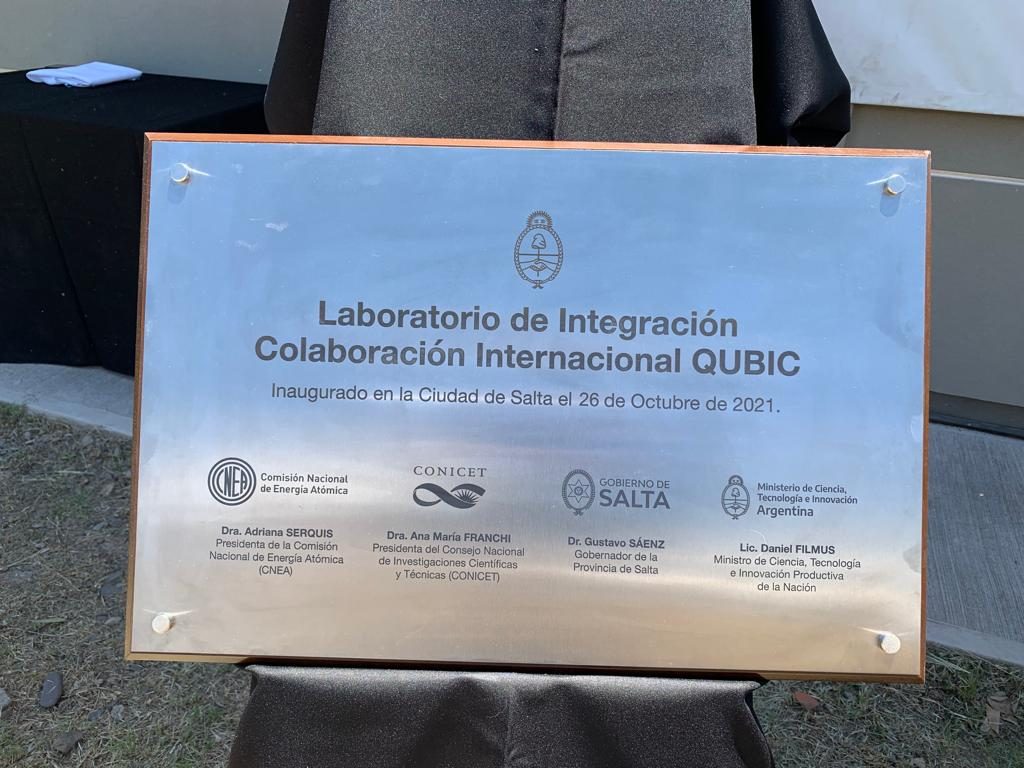 Laboratorio de Integración
Colaboración Internacional QUBIC
Inaugurado en la Ciudad de Salta el 26 de Octubre de 2021.
CNEA
Comisión Nacional
de Energía Atómica
Dra. Adriana SERQUIS
Presidenta de la Comisión
Nacional de Energía Atómica
(CNEA)
CONICET
Dra. Ana María FRANCHI
Presidenta del Consejo Nacional
de Investigaciones Científicas
y Técnicas (CONICET)
GOBIERNO DE
SALTA
Dr. Gustavo SÁENZ
Gobernador de la
Provincia de Salta
Ministerio de Ciencia,
Tecnología e Innovación
Argentina
Lic. Daniel FILMUS
Ministro de Ciencia, Tecnología
e Innovación Productiva
de la Nación